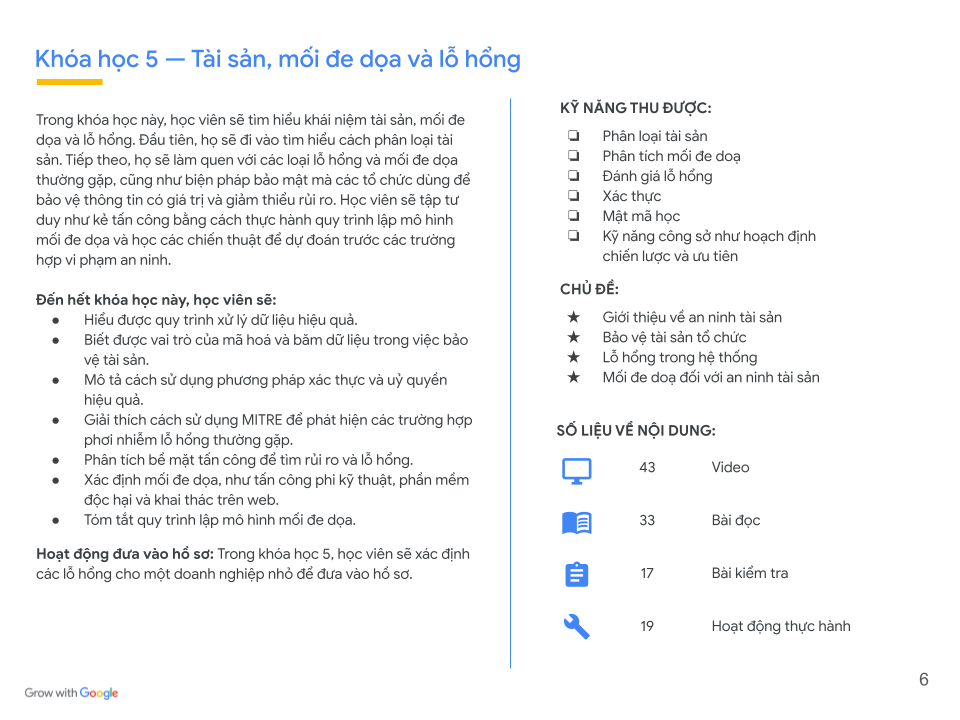 Khóa học 5 — Tài sản, mối đe dọa và lỗ hổng
Trong khóa học này, học viên sẽ tìm hiểu khái niệm tài sản, mối đe
dọa và lỗ hổng. Đầu tiên, họ sẽ đi vào tìm hiểu cách phân loại tài
sản. Tiếp theo, họ sẽ làm quen với các loại lỗ hổng và mối đe dọa
thường gặp, cũng như biện pháp bảo mật mà các tổ chức dùng để
bảo vệ thông tin có giá trị và giảm thiểu rủi ro. Học viên sẽ tập tư
duy như kẻ tấn công bằng cách thực hành quy trình lập mô hình
mối đe dọa và học các chiến thuật để dự đoán trước các trường
hợp vi phạm an ninh.
Đến hết khóa học này, học viên sẽ:
● Hiểu được quy trình xử lý dữ liệu hiệu quả.
● Biết được vai trò của mã hoá và băm dữ liệu trong việc bảo
vệ tài sản.
● Mô tả cách sử dụng phương pháp xác thực và uỷ quyền
hiệu quả.
● Giải thích cách sử dụng MITRE để phát hiện các trường hợp
phơi nhiễm lỗ hổng thường gặp.
● Phân tích bề mặt tấn công để tìm rủi ro và lỗ hổng.
● Xác định mối đe dọa, như tấn công phi kỹ thuật, phần mềm
độc hại và khai thác trên web.
● Tóm tắt quy trình lập mô hình mối đe dọa.
Hoạt động đưa vào hồ sơ: Trong khóa học 5, học viên sẽ xác định
các lỗ hổng cho một doanh nghiệp nhỏ để đưa vào hồ sơ.
KỸ NĂNG THU ĐƯỢC:
❏ Phân loại tài sản
❏ Phân tích mối đe doạ
❏ Đánh giá lỗ hổng
❏ Xác thực
❏ Mật mã học
❏ Kỹ năng công sở như hoạch định
chiến lược và ưu tiên
CHỦ ĐỀ:
★ Giới thiệu về an ninh tài sản
★ Bảo vệ tài sản tổ chức
★ Lỗ hổng trong hệ thống
★ Mối đe doạ đối với an ninh tài sản
SỐ LIỆU VỀ NỘI DUNG:
43 Video
33 Bài đọc
17 Bài kiểm tra
19 Hoạt động thực hành
Grow with Google
6